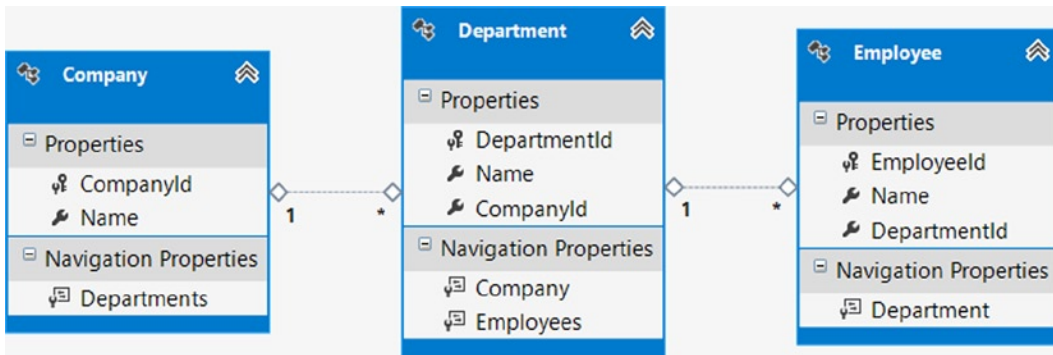 Company
Properties
CompanyId
Name
Navigation Properties
Departments
1
*
Department
Properties
DepartmentId
Name
CompanyId
Navigation Properties
Company
Employees
1
*
Employee
Properties
EmployeeId
Name
DepartmentId
Navigation Properties
Department